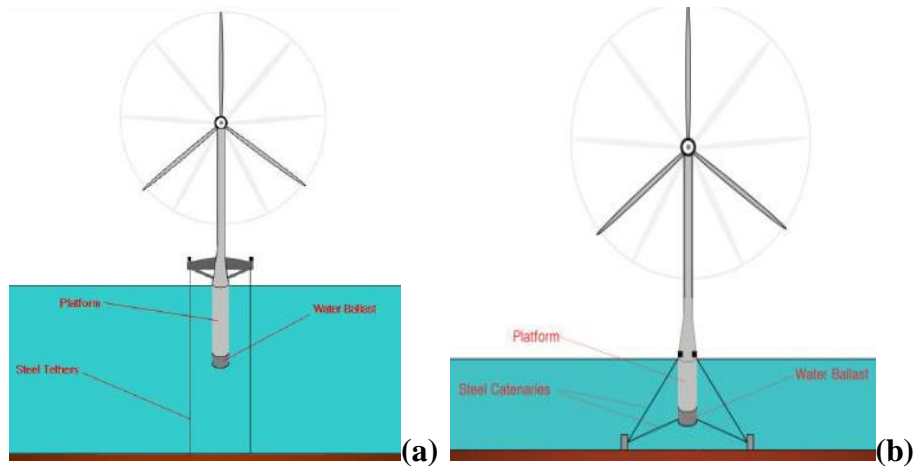 Platform
Water Ballast
Steel Tethers
(a)
Platform
Steel Catenaries
Water Ballast
(b)